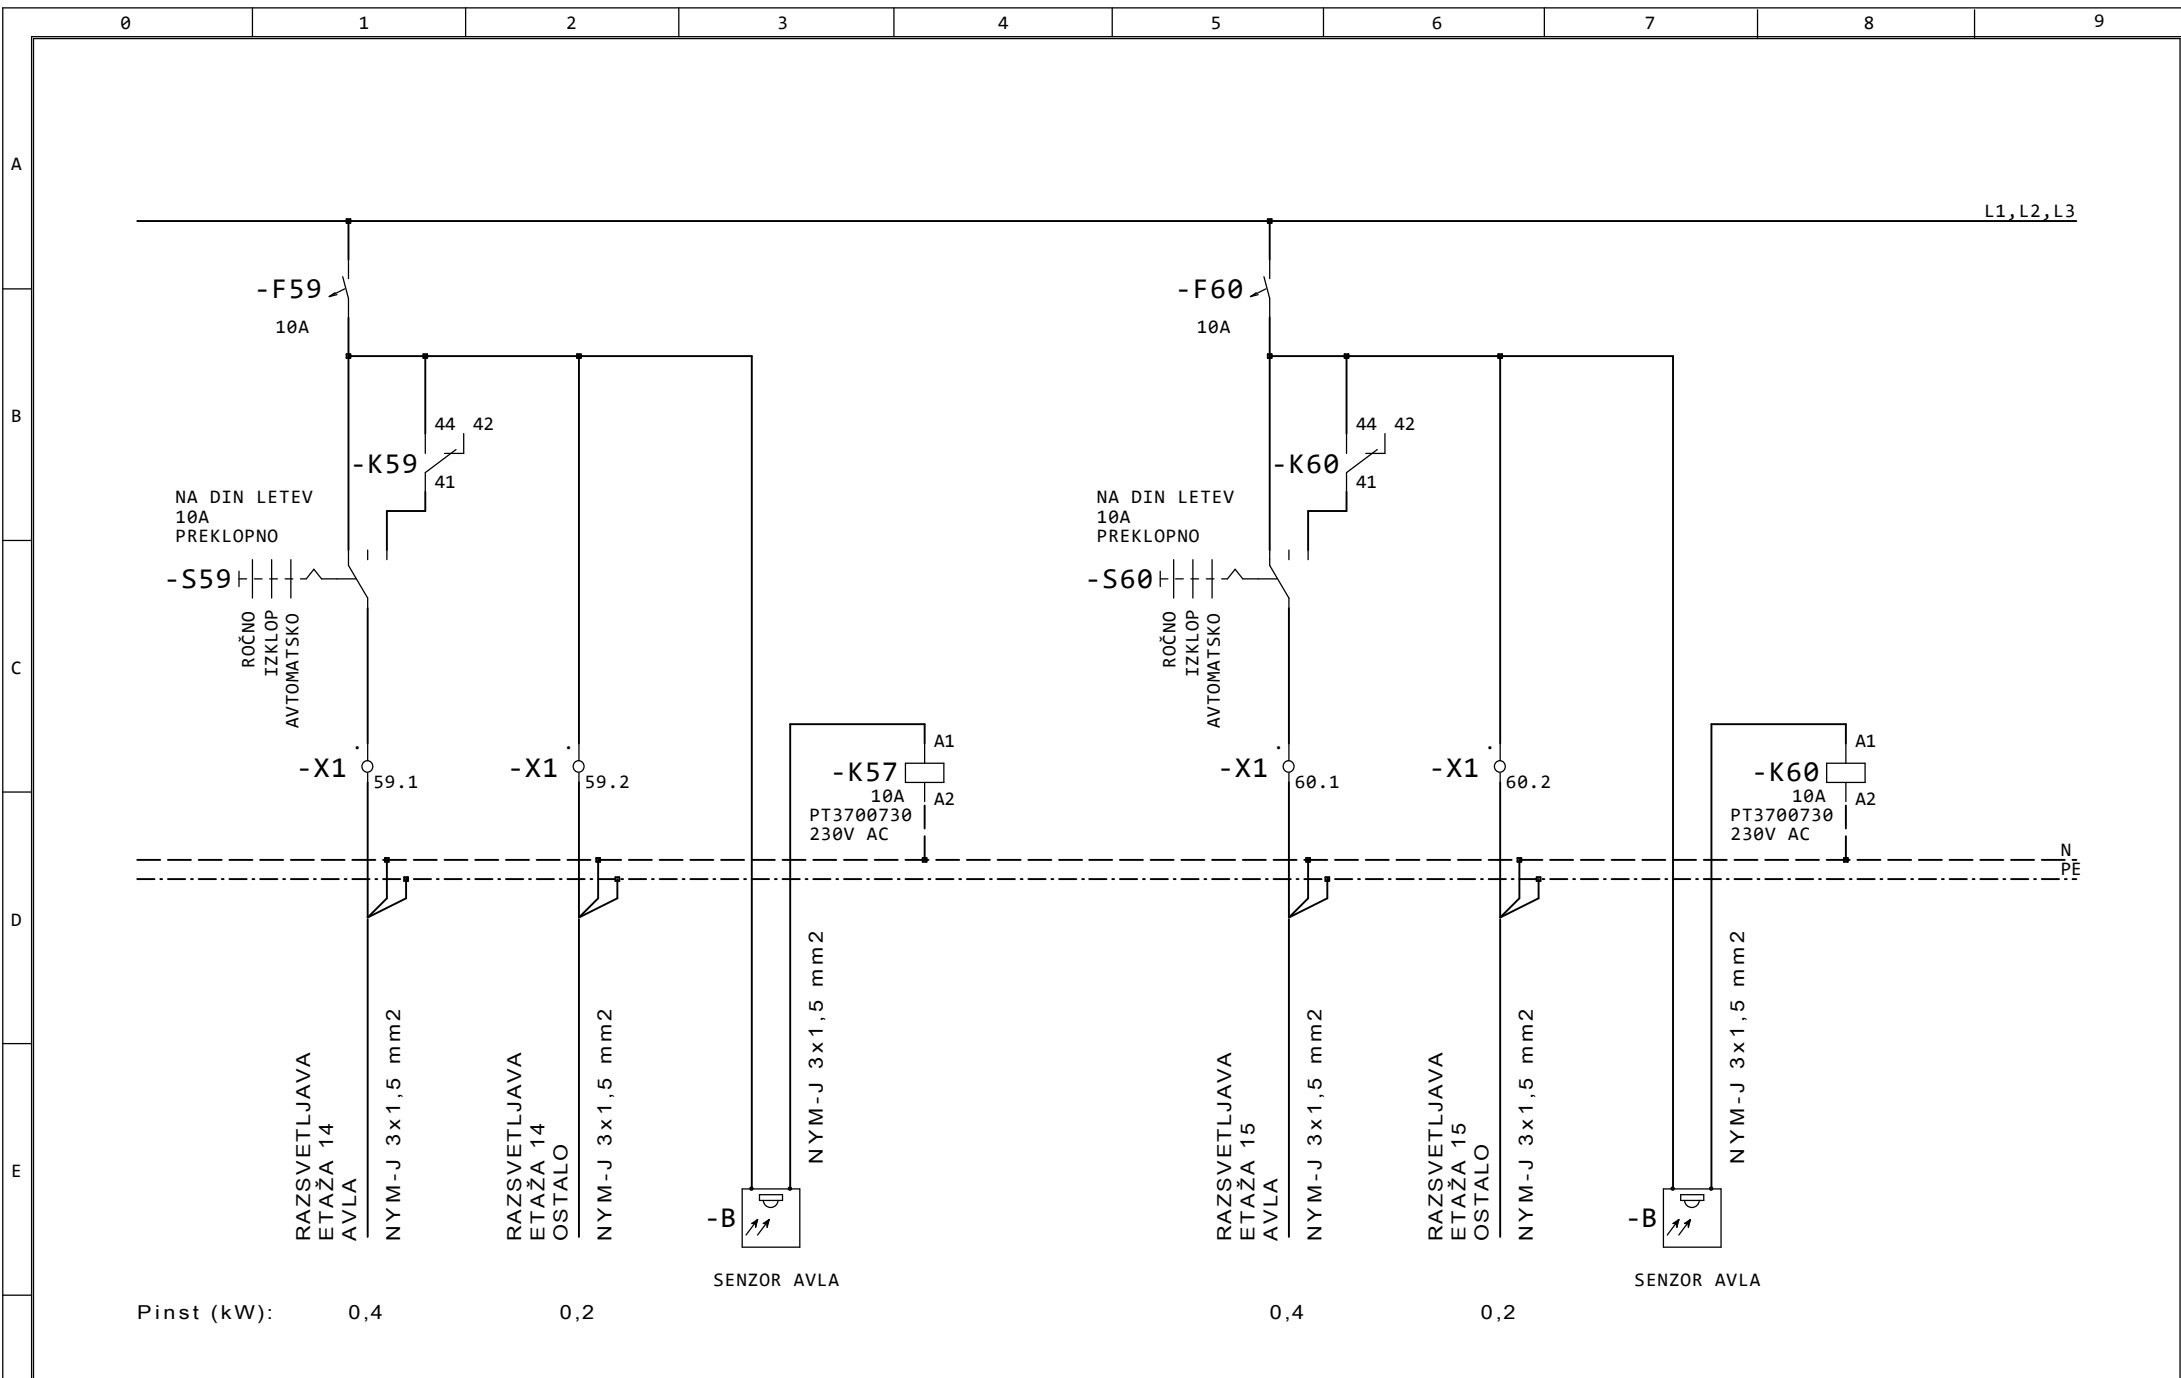 0 1 2 3 4 5 6 7 8 9
A
B
C
D
E
L1,L2,L3
-F59
10A
44 42
-K59
41
NA DIN LETEV
10A
PREKLOPNO
-S59
ROČNO
IZKLOP
AVTOMATSKO
-X1
59.1
-X1
59.2
A1
-K57
10A
A2
PT3700730
230V AC
-F60
10A
44 42
-K60
41
NA DIN LETEV
10A
PREKLOPNO
-S60
ROČNO
IZKLOP
AVTOMATSKO
-X1
60.1
-X1
60.2
A1
-K60
10A
A2
PT3700730
230V AC
N
PE
RAZSVETLJAVA
ETAŽA 14
AVLA
NYM-J 3x1,5 mm2
RAZSVETLJAVA
ETAŽA 14
OSTALO
NYM-J 3x1,5 mm2
NYM-J 3x1,5 mm2
-B
SENZOR AVLA
RAZSVETLJAVA
ETAŽA 15
AVLA
NYM-J 3x1,5 mm2
RAZSVETLJAVA
ETAŽA 15
OSTALO
NYM-J 3x1,5 mm2
NYM-J 3x1,5 mm2
-B
SENZOR AVLA
Pinst (kW): 0,4 0,2 0,4 0,2